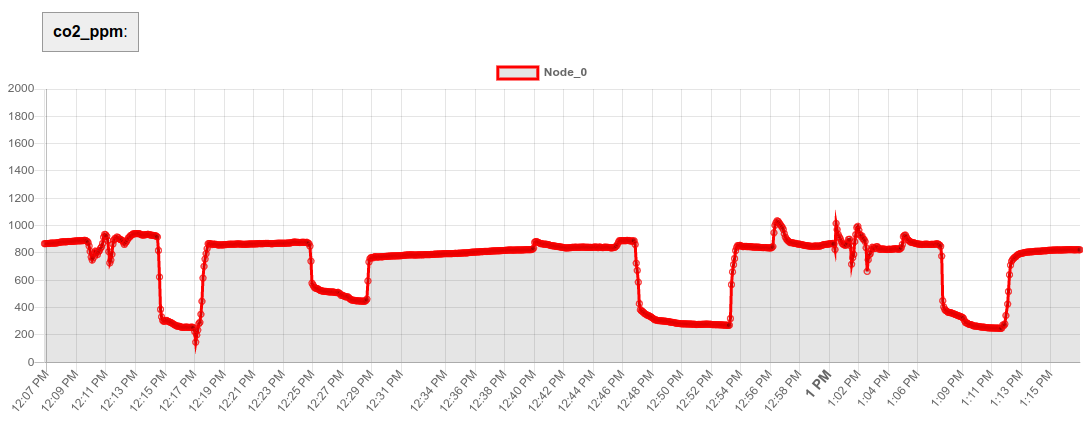 co2_ppm:
Node_0
2000
1800
1600
1400
1200
1000
800
600
400
200
0
12:07 PM
12:09 PM
12:11 PM
12:13 PM
12:15 PM
12:17 PM
12:19 PM
12:21 PM
12:23 PM
12:25 PM
12:27 PM
12:29 PM
12:31 PM
12:34 PM
12:36 PM
12:38 PM
12:40 PM
12:42 PM
12:44 PM
12:46 PM
12:48 PM
12:50 PM
12:52 PM
12:54 PM
12:56 PM
12:58 PM
1 PM
1:02 PM
1:04 PM
1:06 PM
1:09 PM
1:11 PM
1:13 PM
1:15 PM